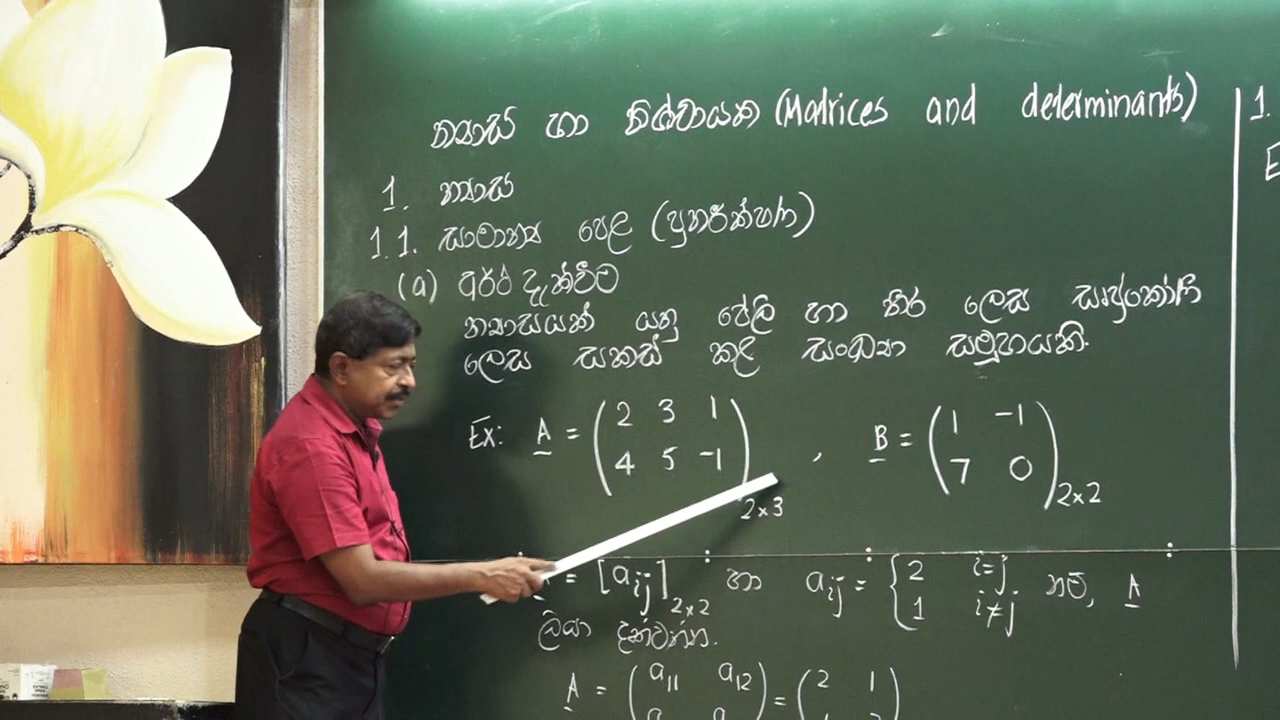 න්‍යාස හා නිශ්චායක (Matrices and determinants)
1. න්‍යාස
1.1. සාමාන්‍ය පෙළ (පුනරීක්ෂණ)
(a) අර්ථ දැක්වීම
න්‍යාසයක් යනු පේලි හා තීර ලෙස සෘජුකෝණී
ලෙස සකස් කළ සංඛ්‍යා සමූහයකි.
Ex: A = (2 3 1
4 5 -1) 2×3 , B = (1 -1
7 0) 2×2
= [aij] 2×2 හා aij = { 2 i=j
1 i≠j නම්, A
ලියා දක්වන්න.
A = (a11 a12) = (2 1)
1.
E